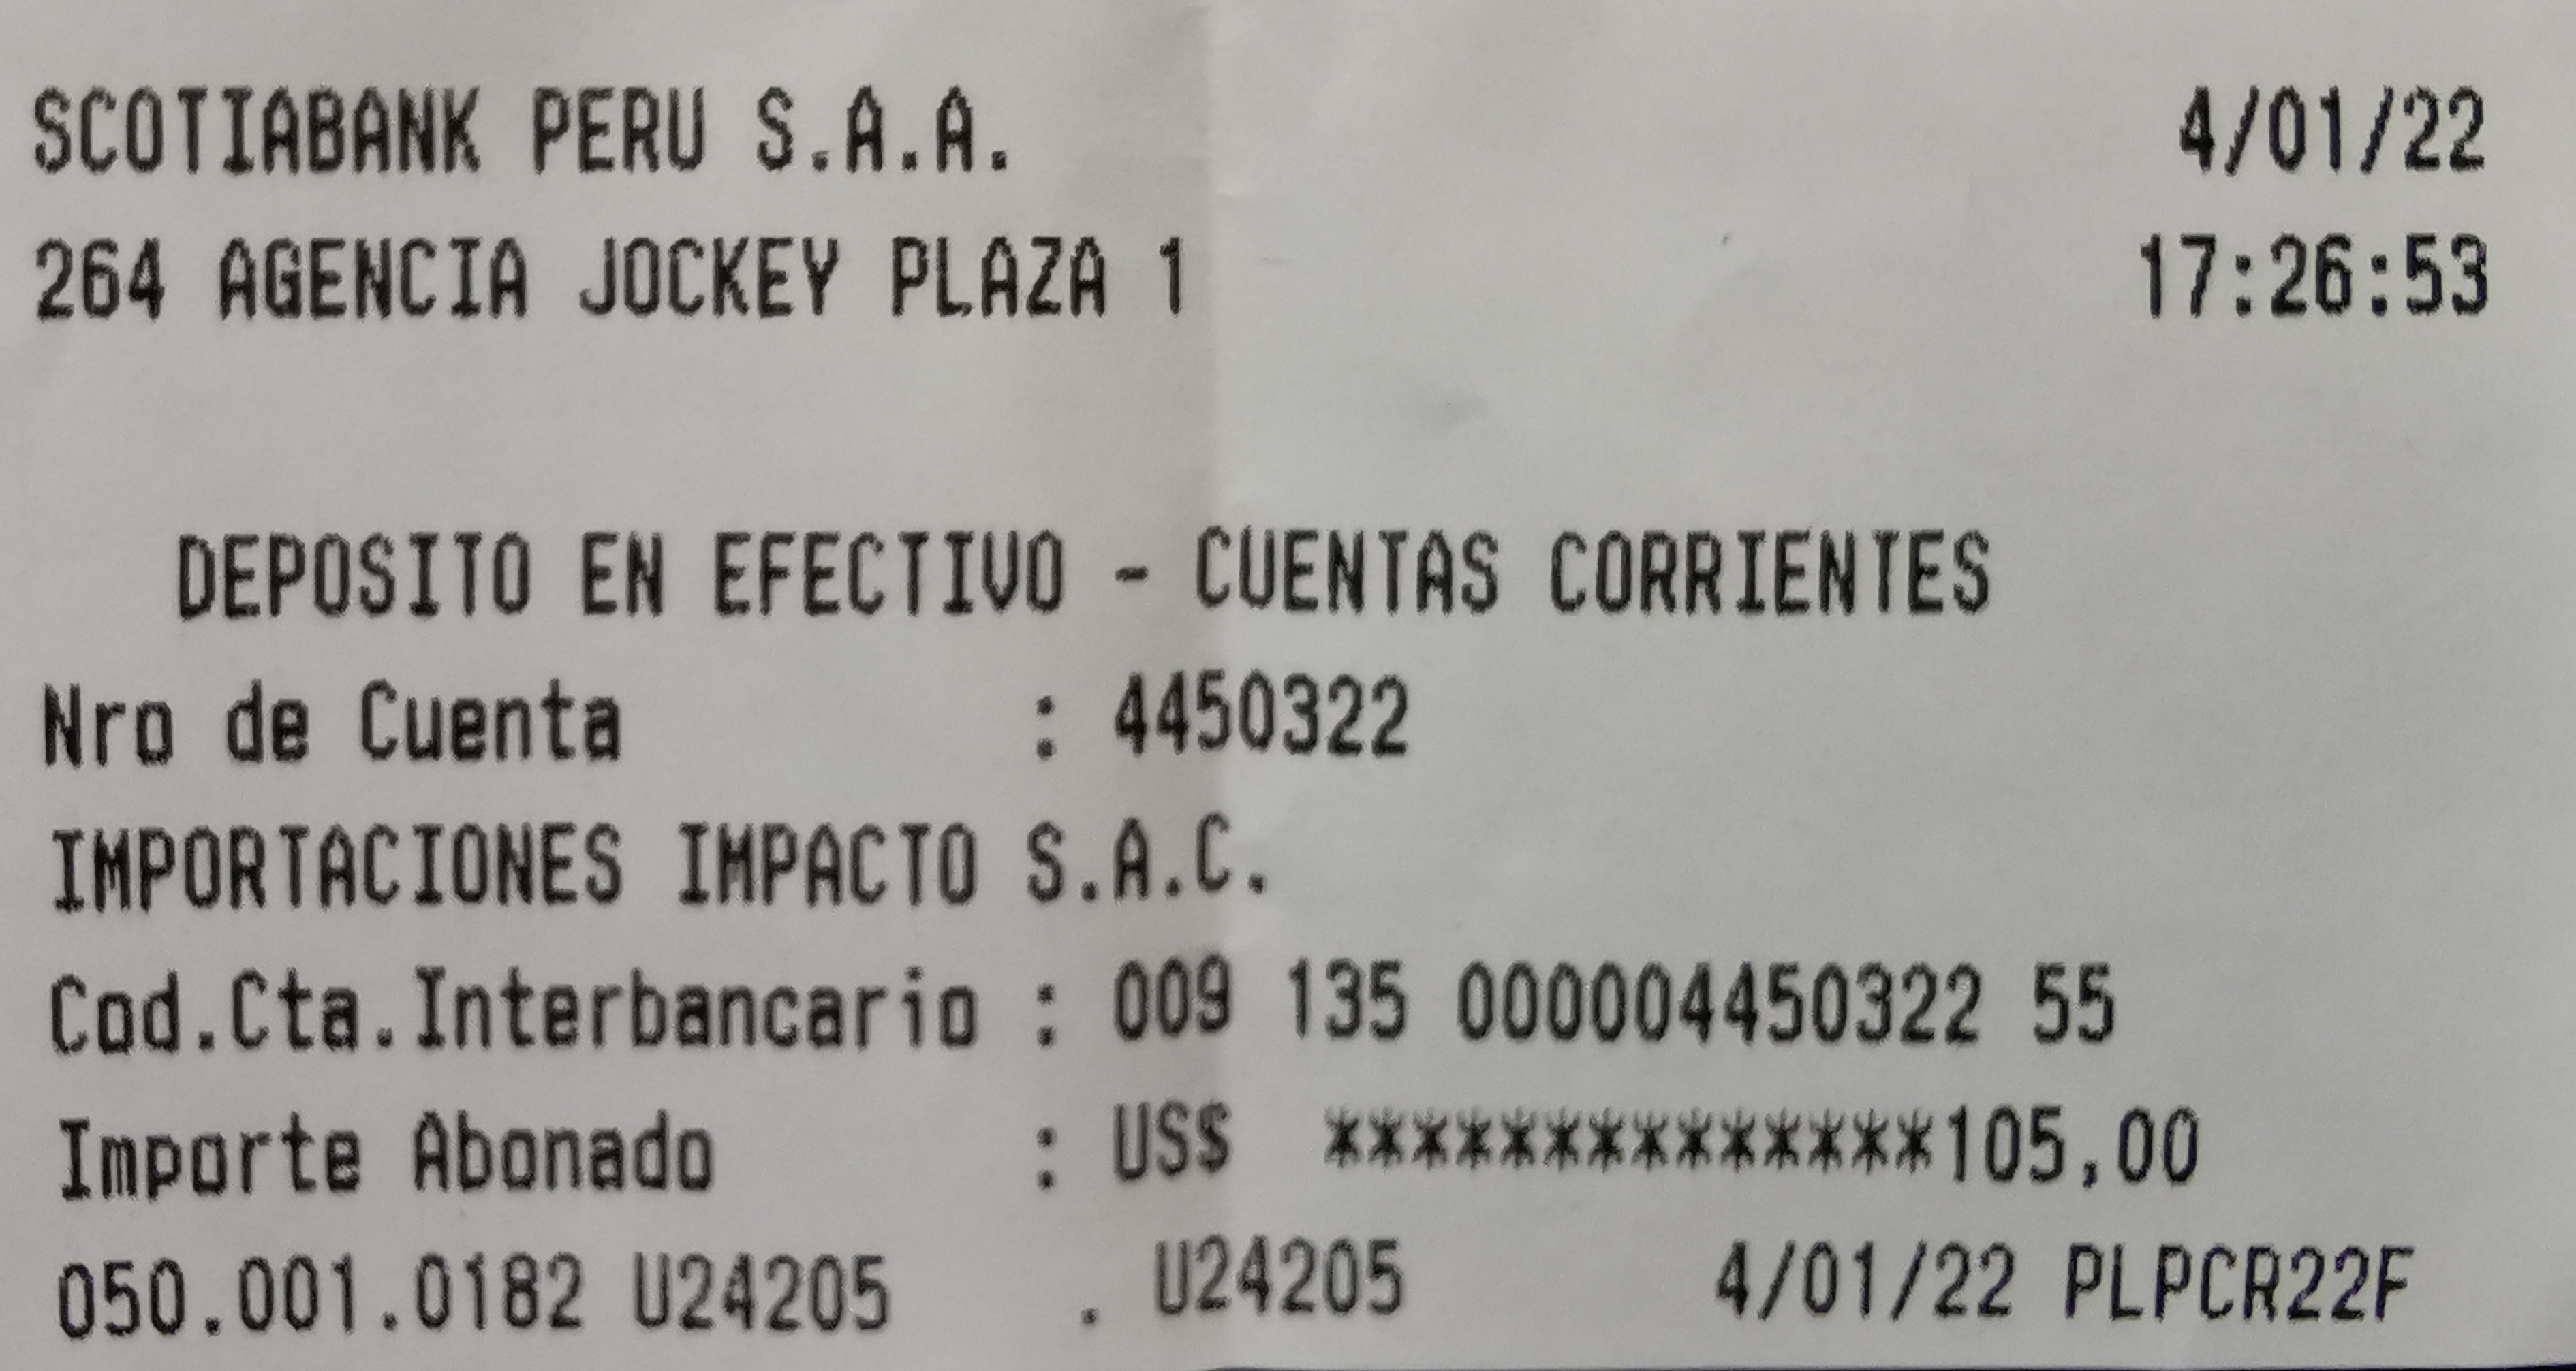 SCOTIABANK PERU S.A.A. 4/01/22
264 AGENCIA JOCKEY PLAZA 1 17:26:53
DEPOSITO EN EFECTIVO - CUENTAS CORRIENTES
Nro de Cuenta : 4450322
IMPORTACIONES IMPACTO S.A.C.
Cod.Cta.Interbancario : 009 135 000004450322 55
Importe Abonado : US$ **************105,00
050.001.0182 U24205 . U24205 4/01/22 PLPCR22F